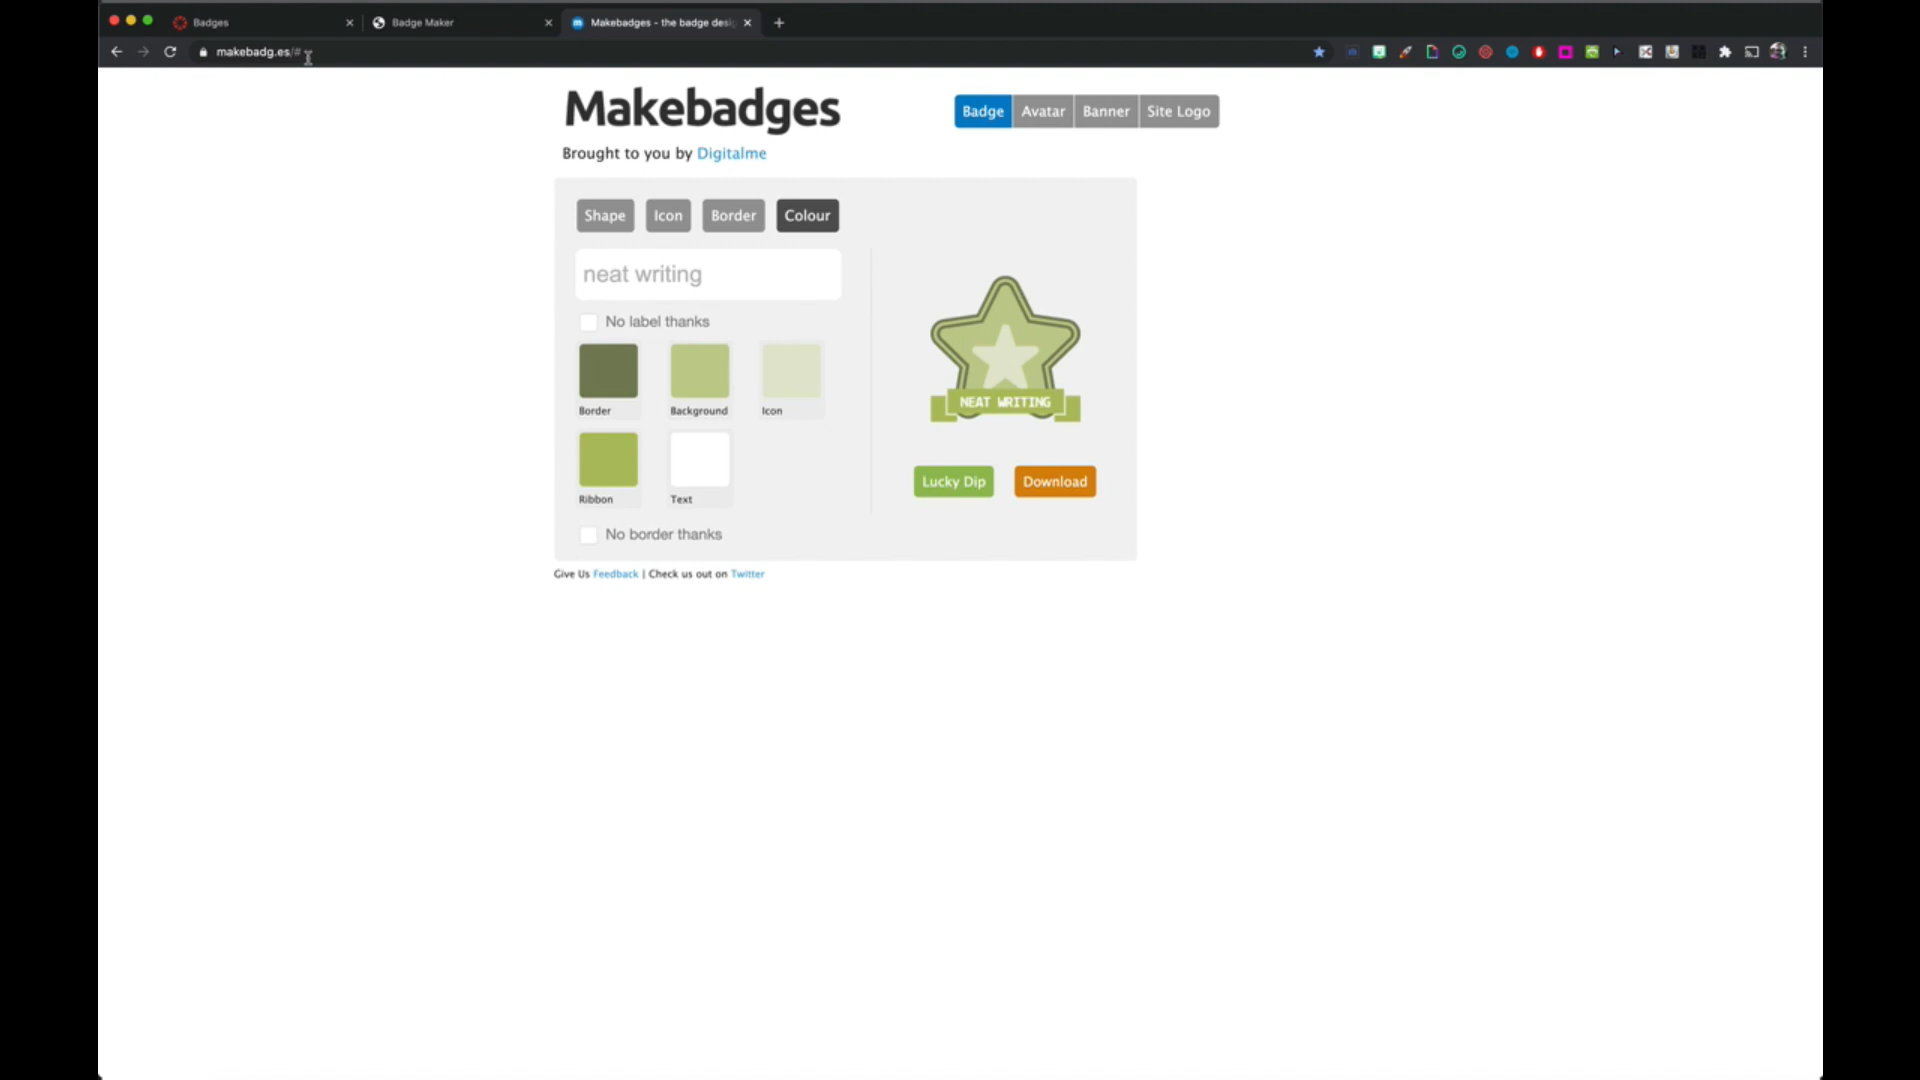 Badges
Badge Maker
Makebadges - the badge desi
makebadg.es/#
Makebadges
Badge
Avatar
Banner
Site Logo
Brought to you by Digitalme
Shape
Icon
Border
Colour
neat writing
No label thanks
Border
Background
Icon
NEAT WRITING
Ribbon
Text
Lucky Dip
Download
No border thanks
Give Us Feedback | Check us out on Twitter